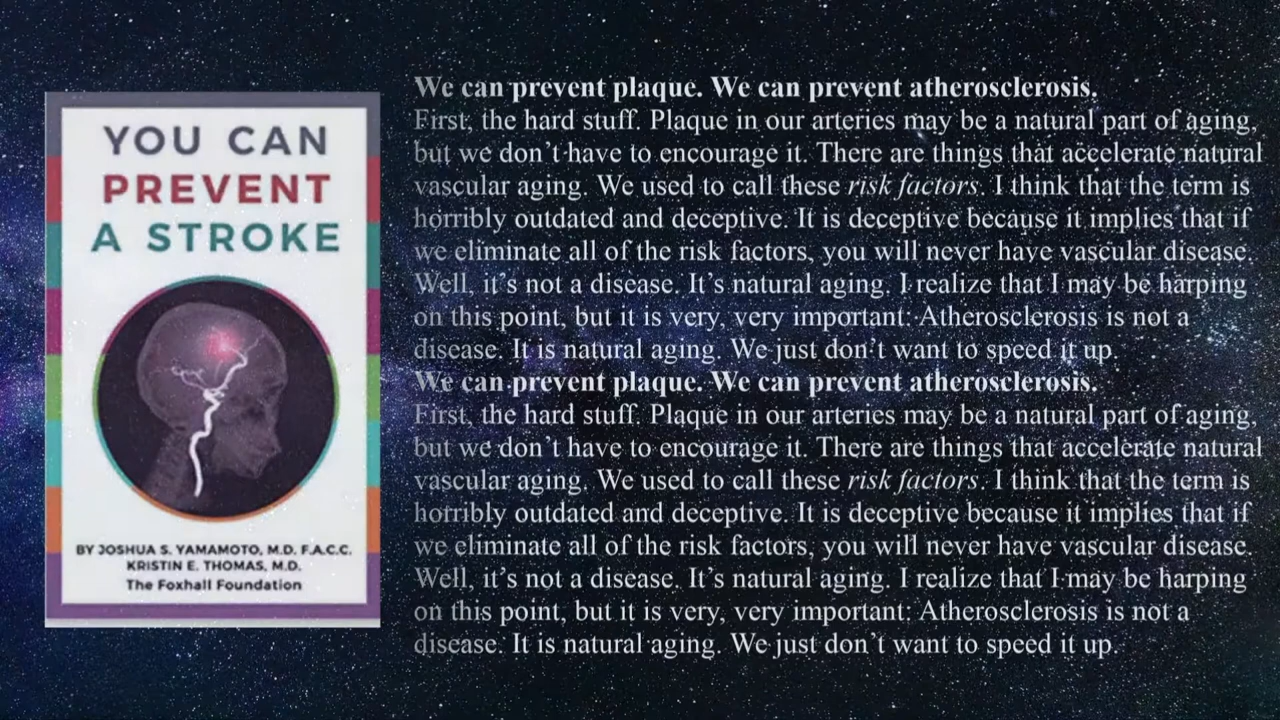 YOU CAN
PREVENT
A STROKE
BY JOSHUA S. YAMAMOTO, M.D. F.A.C.C.
KRISTIN E. THOMAS, M.D.
The Foxhall Foundation
We can prevent plaque. We can prevent atherosclerosis.
First, the hard stuff. Plaque in our arteries may be a natural part of aging,
but we don’t have to encourage it. There are things that accelerate natural
vascular aging. We used to call these risk factors. I think that the term is
horribly outdated and deceptive. It is deceptive because it implies that if
we eliminate all of the risk factors, you will never have vascular disease.
Well, it’s not a disease. It’s natural aging. I realize that I may be harping
on this point, but it is very, very important: Atherosclerosis is not a
disease. It is natural aging. We just don’t want to speed it up.
We can prevent plaque. We can prevent atherosclerosis.
First, the hard stuff. Plaque in our arteries may be a natural part of aging,
but we don’t have to encourage it. There are things that accelerate natural
vascular aging. We used to call these risk factors. I think that the term is
horribly outdated and deceptive. It is deceptive because it implies that if
we eliminate all of the risk factors, you will never have vascular disease.
Well, it’s not a disease. It’s natural aging. I realize that I may be harping
on this point, but it is very, very important: Atherosclerosis is not a
disease. It is natural aging. We just don’t want to speed it up.